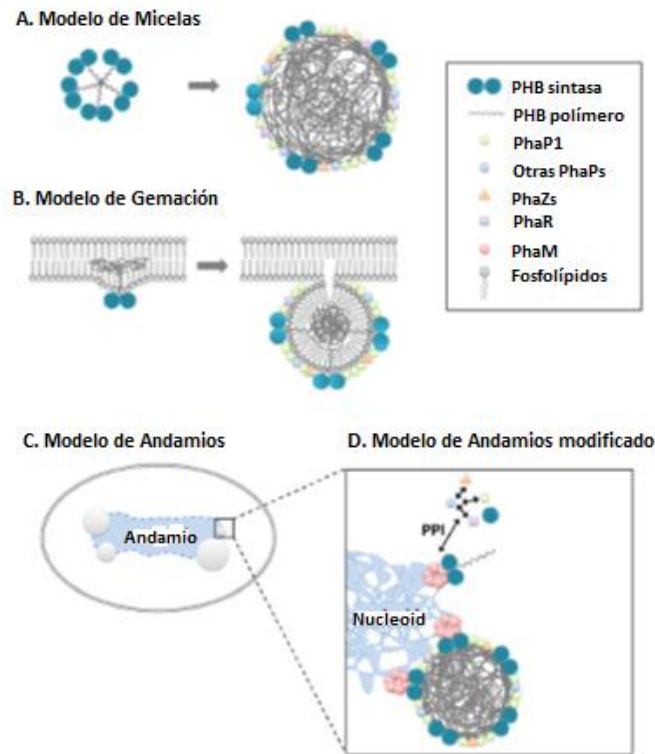 A. Modelo de Micelas
PHB sintasa
PHB polímero
PhaP1
Otras PhaPs
PhaZs
PhaR
PhaM
Fosfolípidos
B. Modelo de Gemación
C. Modelo de Andamios
Andamio
D. Modelo de Andamios modificado
PPI
Nucleoid